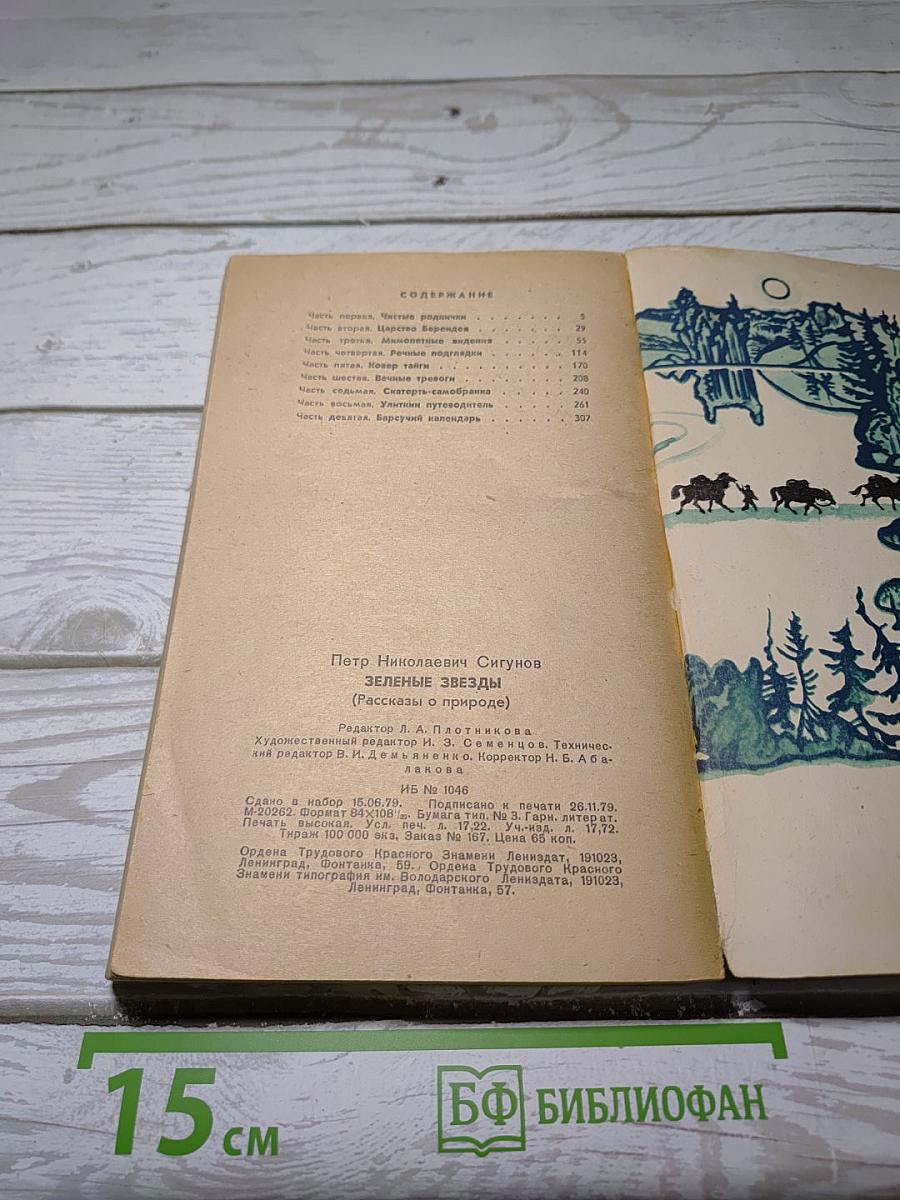 СОДЕРЖАНИЕ
Часть первая. Чистые роднички . . . . . . . 5
Часть вторая. Царство Берендея . . . . . . . 29
Часть третья. Мимолетные видения . . . . . 55
Часть четвертая. Речные подглядки . . . . . . 114
Часть пятая. Ковер тайги . . . . . . . . . 170
Часть шестая. Вечные тревоги . . . . . . . . 208
Часть седьмая. Скатерть-самобранка . . . . . 240
Часть восьмая. Улиткин путеводитель . . . . . 261
Часть девятая. Барсучий календарь . . . . . . 307
Петр Николаевич Сигунов
ЗЕЛЕНЫЕ ЗВЕЗДЫ
(Рассказы о природе)
Редактор Л. А. Плотникова
Художественный редактор И. З. Семенцов. Техничес-
кий редактор В. И. Демьяненко. Корректор Н. Б. Аба-
лакова
ИБ № 1046
Сдано в набор 15.06.79. Подписано к печати 26.11.79.
М-20262. Формат 84×108 1/32. Бумага тип. № 3. Гарн. литерат.
Печать высокая. Усл. печ. л. 17,22. Уч.-изд. л. 17,72.
Тираж 100 000 экз. Заказ № 167. Цена 65 коп.
Ордена Трудового Красного Знамени Лениздат, 191023,
Ленинград, Фонтанка, 59. Ордена Трудового Красного
Знамени типография им. Володарского Лениздата, 191023,
Ленинград, Фонтанка, 57.
15 см
БФ БИБЛИОФАН